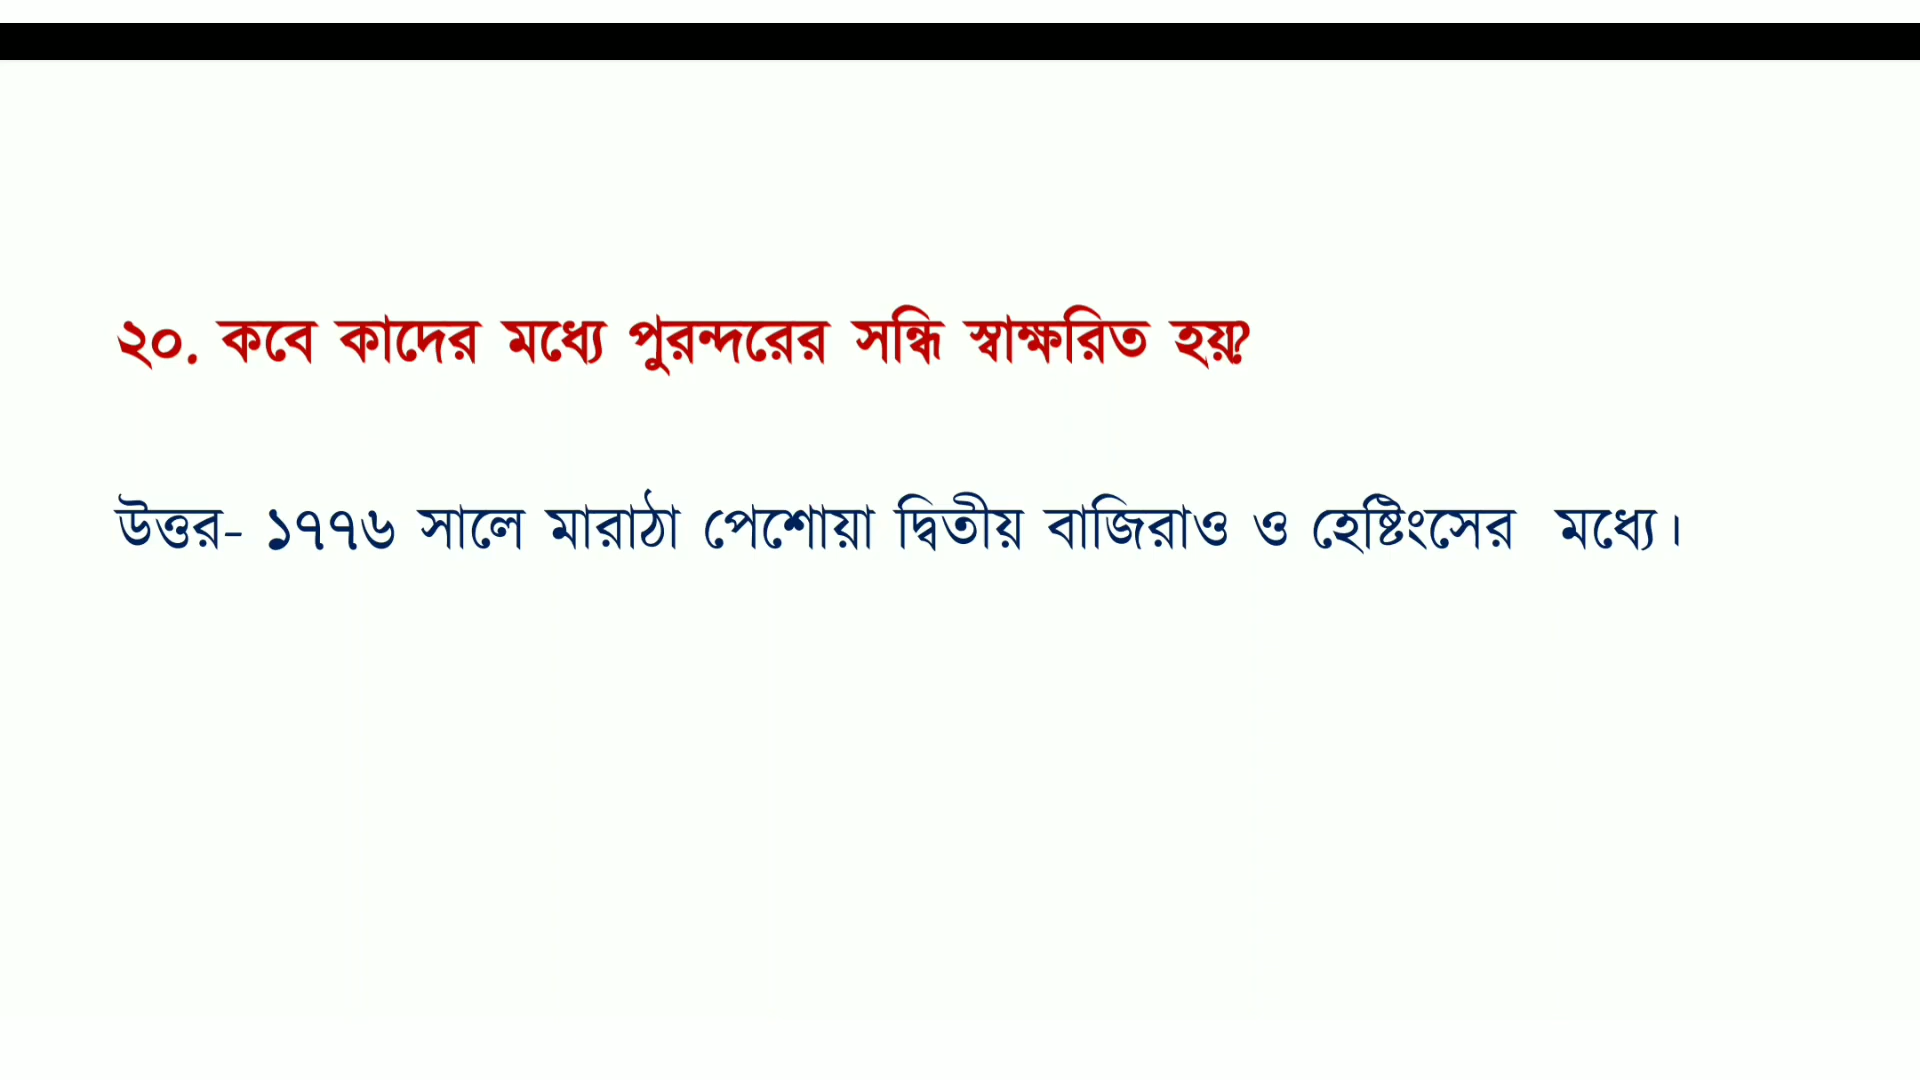 ২০. কবে কাদের মধ্যে পুরন্দরের সন্ধি স্বাক্ষরিত হয়?
উত্তর- ১৭৭৬ সালে মারাঠা পেশোয়া দ্বিতীয় বাজিরাও ও হেষ্টিংসের মধ্যে।